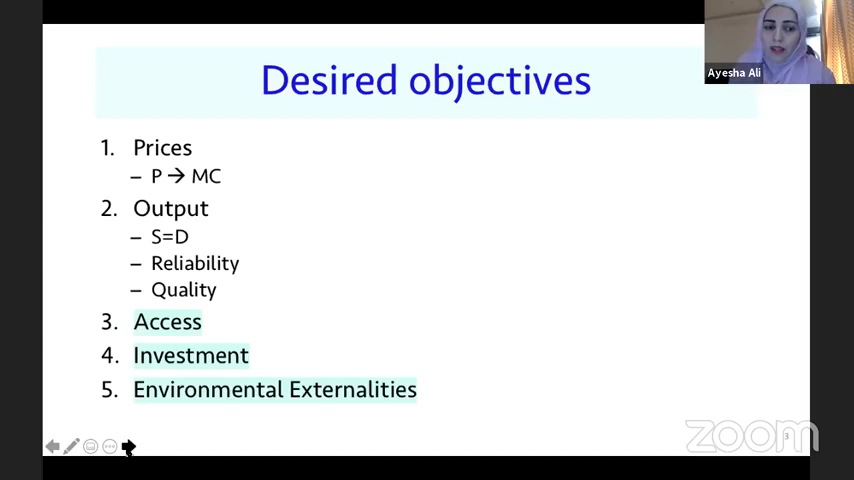 Desired objectives
Ayesha Ali
1. Prices
– P → MC
2. Output
– S=D
– Reliability
– Quality
3. Access
4. Investment
5. Environmental Externalities
zoom
3